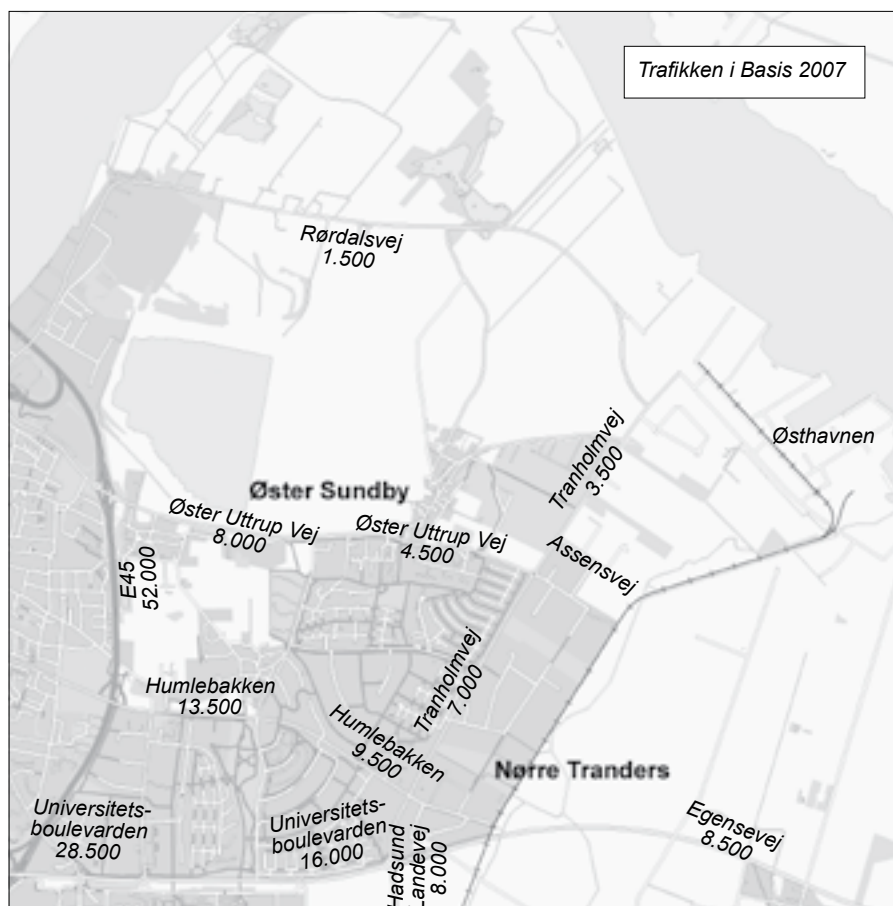 Trafikken i Basis 2007
Rørdalsvej
1.500
Tranholmvej
3.500
Østhavnen
Øster Sundby
Øster Uttrup Vej
8.000
Øster Uttrup Vej
4.500
Assensvej
E45
52.000
Tranholmvej
7.000
Humlebakken
13.500
Humlebakken
9.500
Nørre Tranders
Universitets-
boulevarden
28.500
Universitets-
boulevarden
16.000
Hadsund
Landevej
8.000
Egensevej
8.500